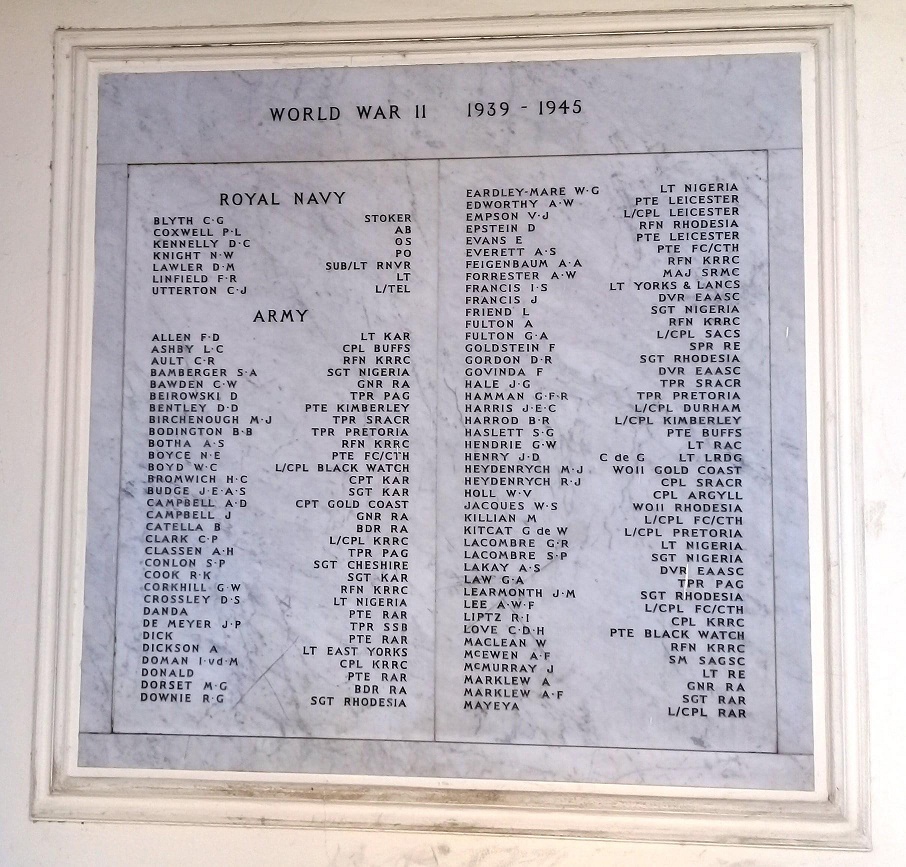 WORLD WAR II 1939 - 1945
ROYAL NAVY
BLYTH C·G STOKER
COXWELL P·L AB
KENNELLY D·C OS
KNIGHT N·W PO
LAWLER D·M SUB/LT RNVR
LINFIELD F·R LT
UTTERTON C·J L/TEL
ARMY
ALLEN F·D LT KAR
ASHBY L·C CPL BUFFS
AULT C·R RFN KRRC
BAMBERGER S·A SGT NIGERIA
BAWDEN C·W GNR RA
BEIROWSKI D TPR PAG
BENTLEY D·D PTE KIMBERLEY
BIRCHENOUGH M·J TPR SRACR
BODINGTON B·B TPR PRETORIA
BOTHA A·S RFN KRRC
BOYCE N·E PTE FC/CTH
BOYD W·C L/CPL BLACK WATCH
BROMWICH H·C CPT KAR
BUDGE J·E·A·S SGT KAR
CAMPBELL A·D CPT GOLD COAST
CAMPBELL J GNR RA
CATELLA B BDR RA
CLARK C·P L/CPL KRRC
CLASSEN A·H TPR PAG
CONLON S·P SGT CHESHIRE
COOK R·K SGT KAR
CORKHILL G·W RFN KRRC
CROSSLEY D·S LT NIGERIA
DANDA PTE RAR
DE MEYER J·P TPR SSB
DICK PTE RAR
DICKSON A LT EAST YORKS
DOMAN I·vd·M CPL KRRC
DONALD PTE RAR
DORSET M·G BDR RA
DOWNIE R·G SGT RHODESIA
EARDLEY-MARE W·G LT NIGERIA
EDWORTHY A·W PTE LEICESTER
EMPSON V·J L/CPL LEICESTER
EPSTEIN D RFN RHODESIA
EVANS E PTE LEICESTER
EVERETT A·S PTE FC/CTH
FEIGENBAUM A·A RFN KRRC
FORRESTER A·W MAJ SRMC
FRANCIS I·S LT YORKS & LANCS
FRANCIS J DVR EAASC
FRIEND L SGT NIGERIA
FULTON A RFN KRRC
FULTON G·A L/CPL SACS
GOLDSTEIN F SPR RE
GORDON D·R SGT RHODESIA
GOVINDA F DVR EAASC
HALE J·G TPR SRACR
HAMMAN G·F·R TPR PRETORIA
HARRIS J·E·C L/CPL DURHAM
HARROD B·R L/CPL KIMBERLEY
HASLETT S·G PTE BUFFS
HENDRIE G·W LT RAC
HENRY J·D C de G LT LRDG
HEYDENRYCH M·J WOII GOLD COAST
HEYDENRYCH R·J CPL SRACR
HOLL W·V CPL ARGYLL
JACQUES W·S WOII RHODESIA
KILLIAN M L/CPL FC/CTH
KITCAT G de W L/CPL PRETORIA
LACOMBRE G·R LT NIGERIA
LACOMBRE S·P SGT NIGERIA
LAKAY A·S DVR EAASC
LAW G·A TPR PAG
LEARMONTH J·M SGT RHODESIA
LEE A·W·F L/CPL FC/CTH
LIPTZ R·I CPL KRRC
LOVE C·D·H PTE BLACK WATCH
MACLEAN W RFN KRRC
McEWEN A·F SM SAGSC
McMURRAY J LT RE
MARKLEW A GNR RA
MARKLEW A·F SGT RAR
MAYEYA L/CPL RAR